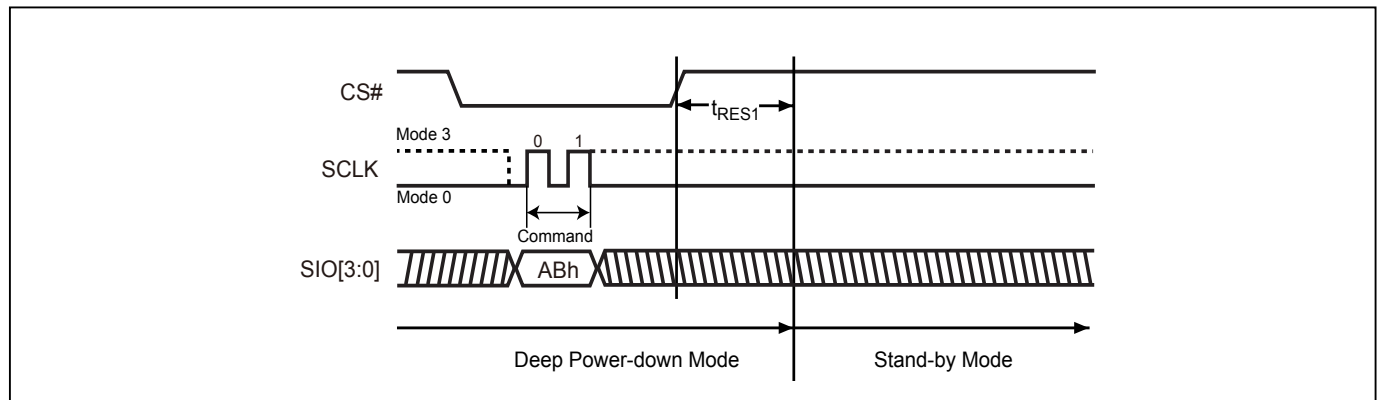 CS#
tRES1
Mode 3
0 1
SCLK
Mode 0
Command
SIO[3:0]
ABh
Deep Power-down Mode
Stand-by Mode